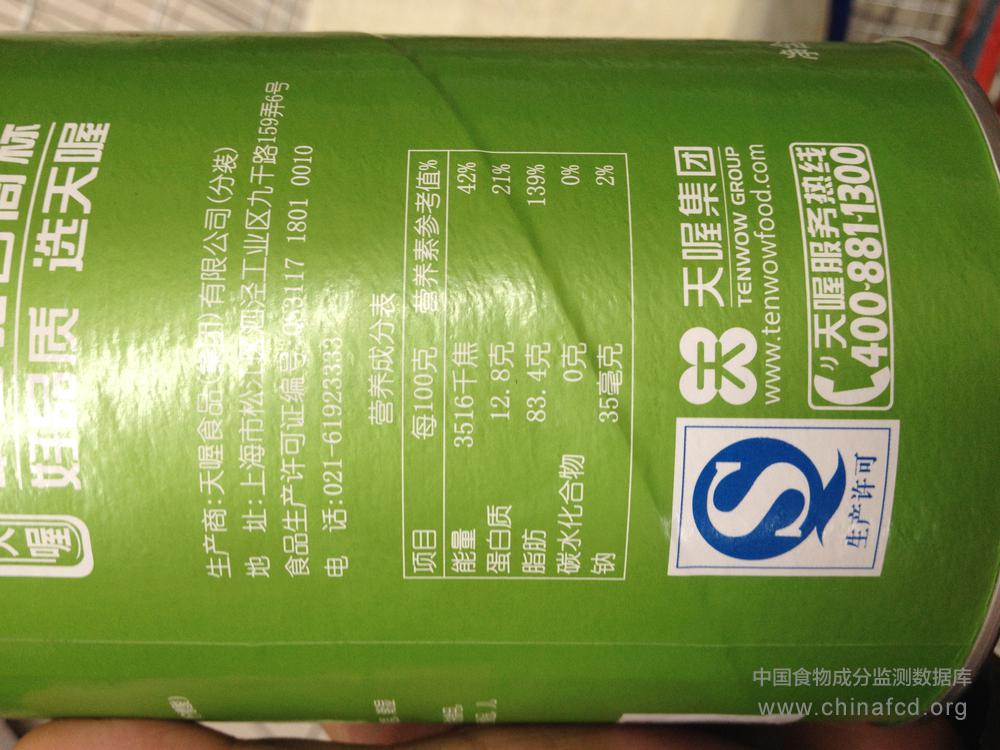 选天喔
好品质
天喔
生产商:天喔食品(集团)有限公司(分装)
地 址:上海市松江区泗泾工业区九干路159弄6号
食品生产许可证编号:QS3117 1801 0010
电 话:021-61923333
营养成分表
项目 每100克 营养素参考值%
能量 3516千焦 42%
蛋白质 12.8克 21%
脂肪 83.4克 139%
碳水化合物 0克 0%
钠 35毫克 2%
天喔集团
TENWOW GROUP
www.tenwowfood.com
天喔服务热线
400-881-1300
生产许可
中国食物成分监测数据库
www.chinafcd.org